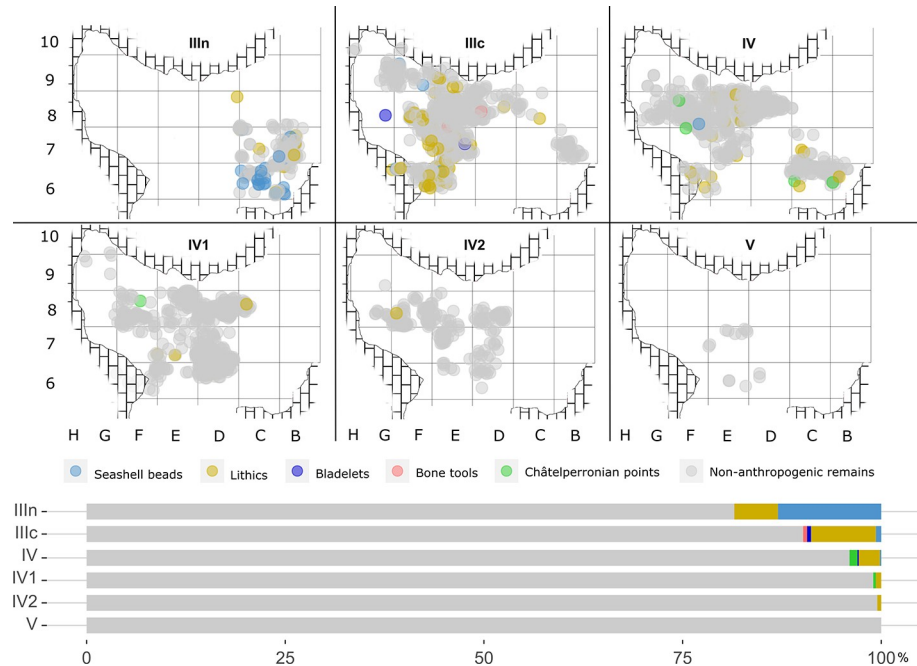 IIIn
IIIc
IV
10
9
8
7
6
IV1
IV2
V
10
9
8
7
6
H G F E D C B
H G F E D C B
H G F E D C B
Seashell beads
Lithics
Bladelets
Bone tools
Châtelperronian points
Non-anthropogenic remains
IIIn
IIIc
IV
IV1
IV2
V
0 25 50 75 100 %